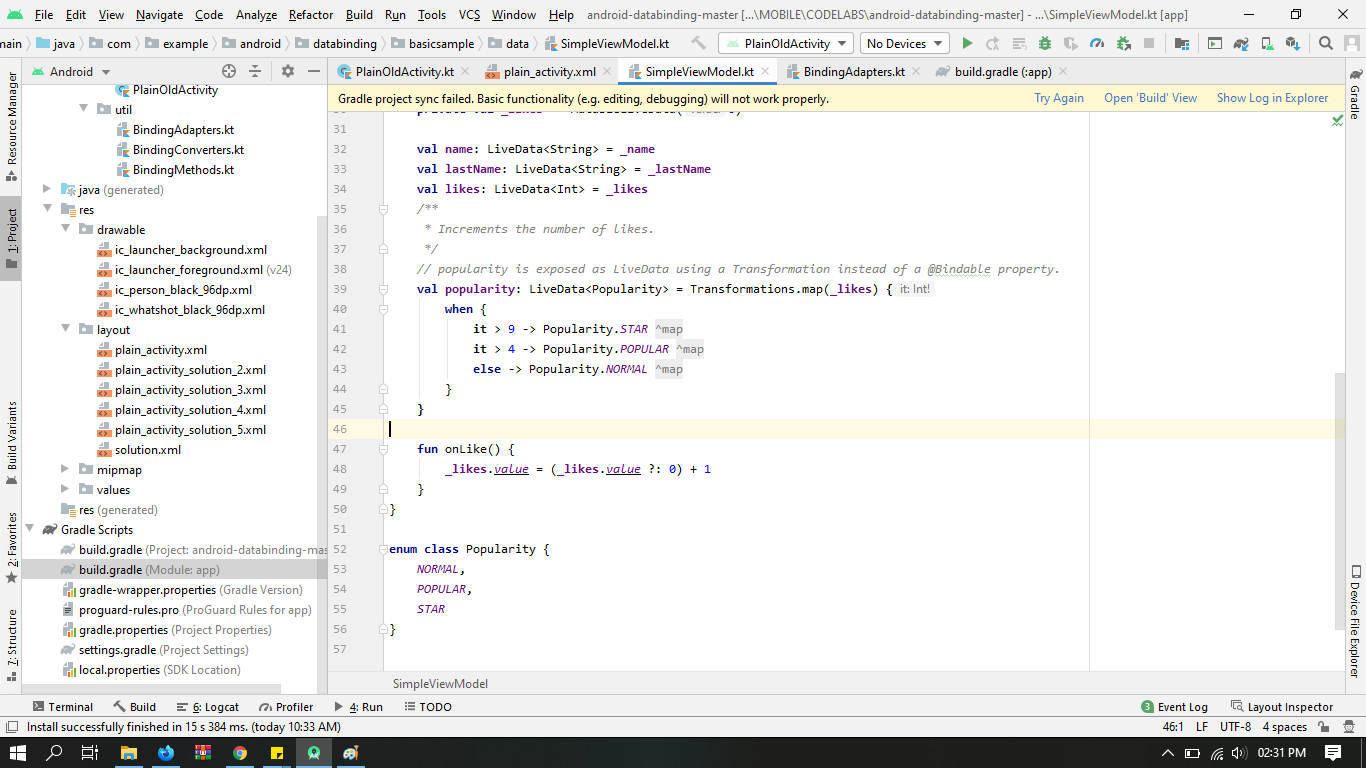 File Edit View Navigate Code Analyze Refactor Build Run Tools VCS Window Help android-databinding-master [...\MOBILE\CODELABS\android-databinding-master] - ...\SimpleViewModel.kt [app]
main java com example android databinding basicsample data SimpleViewModel.kt PlainOldActivity No Devices
Android PlainOldActivity.kt plain_activity.xml SimpleViewModel.kt BindingAdapters.kt build.gradle (:app)
Gradle project sync failed. Basic functionality (e.g. editing, debugging) will not work properly. Try Again Open 'Build' View Show Log in Explorer
Resource Manager
1: Project
Build Variants
2: Favorites
7: Structure
PlainOldActivity
util
BindingAdapters.kt
BindingConverters.kt
BindingMethods.kt
java (generated)
res
drawable
ic_launcher_background.xml
ic_launcher_foreground.xml (v24)
ic_person_black_96dp.xml
ic_whatshot_black_96dp.xml
layout
plain_activity.xml
plain_activity_solution_2.xml
plain_activity_solution_3.xml
plain_activity_solution_4.xml
plain_activity_solution_5.xml
solution.xml
mipmap
values
res (generated)
Gradle Scripts
build.gradle (Project: android-databinding-mas
build.gradle (Module: app)
gradle-wrapper.properties (Gradle Version)
proguard-rules.pro (ProGuard Rules for app)
gradle.properties (Project Properties)
settings.gradle (Project Settings)
local.properties (SDK Location)
31
32 val name: LiveData<String> = _name
33 val lastName: LiveData<String> = _lastName
34 val likes: LiveData<Int> = _likes
35 /**
36 * Increments the number of likes.
37 */
38 // popularity is exposed as LiveData using a Transformation instead of a @Bindable property.
39 val popularity: LiveData<Popularity> = Transformations.map(_likes) { it: Int!
40 when {
41 it > 9 -> Popularity.STAR ^map
42 it > 4 -> Popularity.POPULAR ^map
43 else -> Popularity.NORMAL ^map
44 }
45 }
46
47 fun onLike() {
48 _likes.value = (_likes.value ?: 0) + 1
49 }
50 }
51
52 enum class Popularity {
53 NORMAL,
54 POPULAR,
55 STAR
56 }
57
SimpleViewModel
Gradle
Device File Explorer
Terminal Build 6: Logcat Profiler 4: Run TODO 3 Event Log Layout Inspector
Install successfully finished in 15 s 384 ms. (today 10:33 AM) 46:1 LF UTF-8 4 spaces
02:31 PM